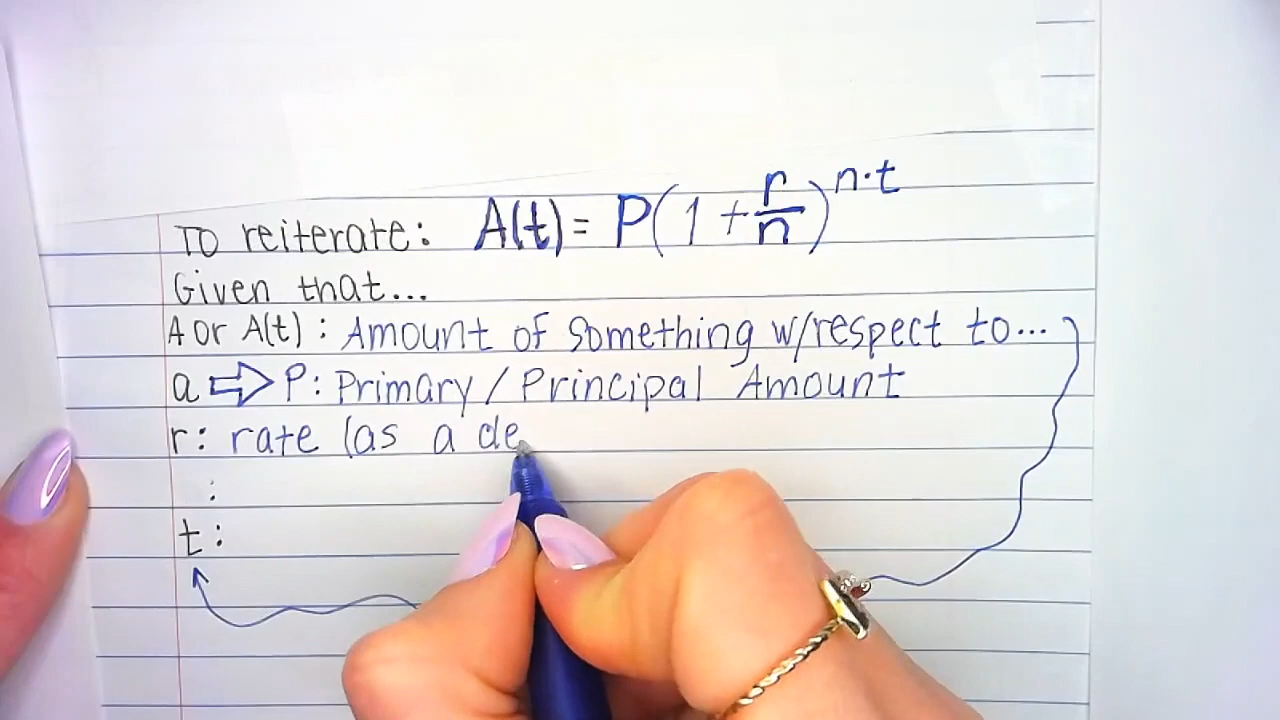 To reiterate: A(t) = P(1 + r/n)^n·t
Given that...
A or A(t) : Amount of something w/respect to...
a ⇨ P: Primary / Principal Amount
r: rate (as a de
:
t: